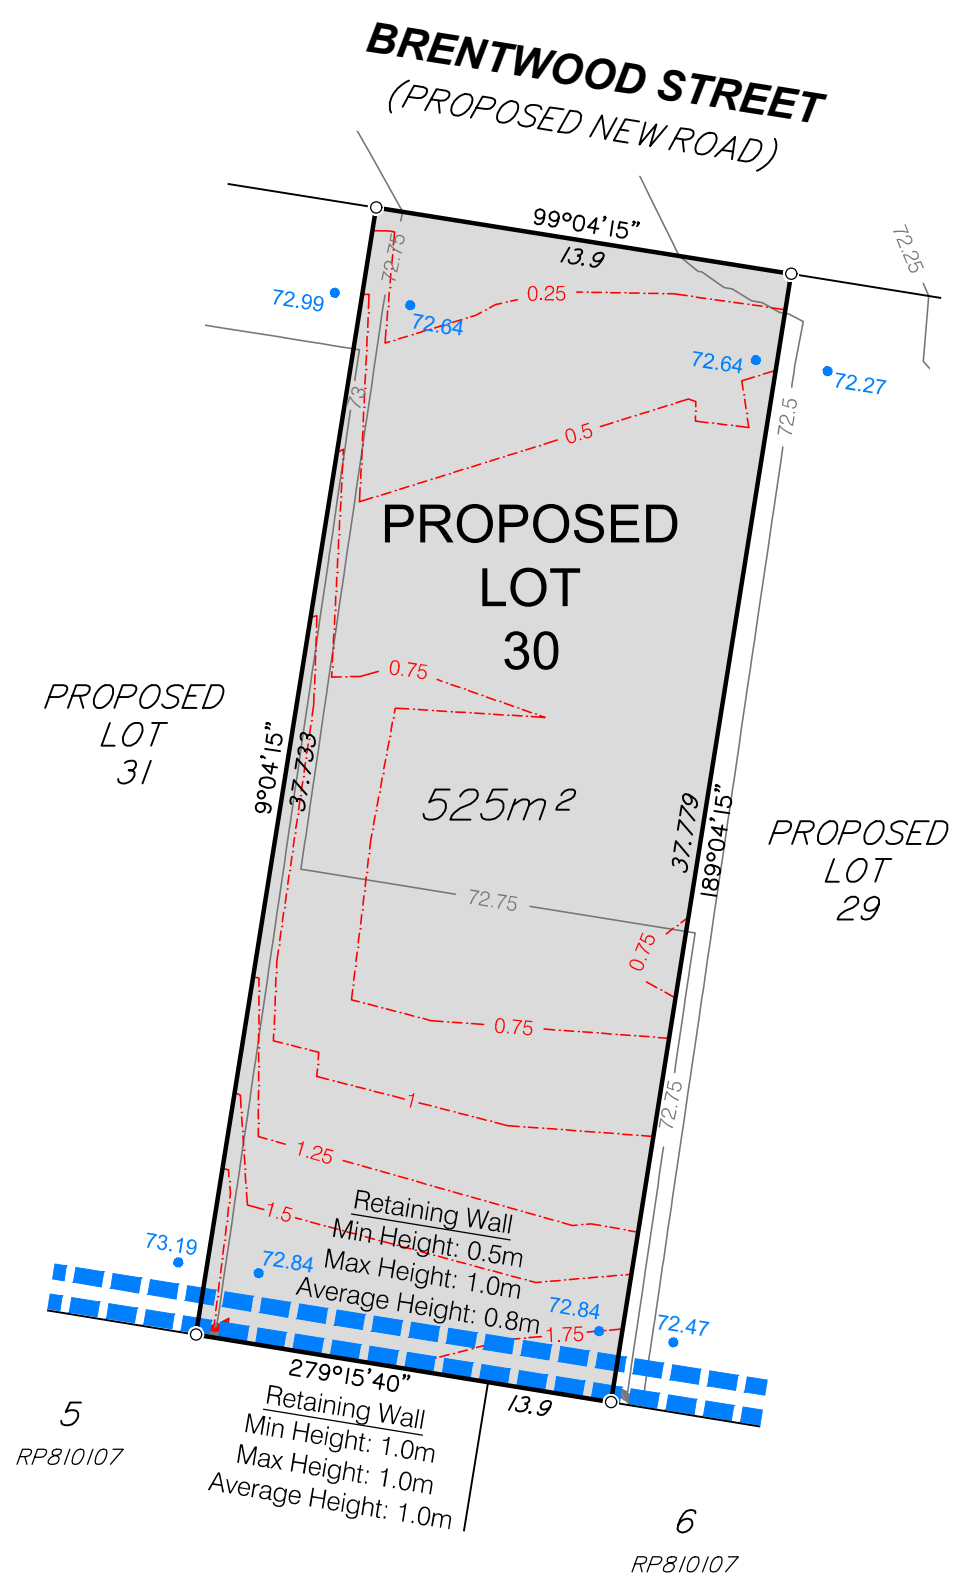 BRENTWOOD STREET
(PROPOSED NEW ROAD)
99°04'15"
13.9
72.75
72.25
72.99
72.64
0.25
72.64
72.27
73
72.5
0.5
PROPOSED
LOT
30
0.75
PROPOSED
LOT
31
9°04'15"
37.733
525m²
37.779
189°04'15"
PROPOSED
LOT
29
72.75
0.75
0.75
72.75
1
1.25
1.5
Retaining Wall
Min Height: 0.5m
Max Height: 1.0m
Average Height: 0.8m
73.19
72.84
72.84
72.47
1.75
279°15'40"
13.9
Retaining Wall
Min Height: 1.0m
Max Height: 1.0m
Average Height: 1.0m
5
RP810107
6
RP810107